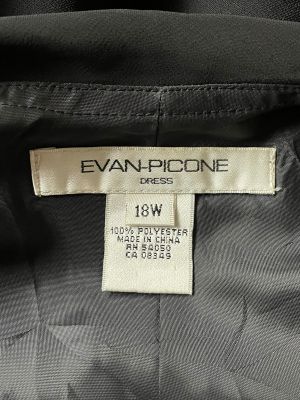 EVAN-PICONE
DRESS
18W
100% POLYESTER
MADE IN CHINA
RN 54050
CA 08349